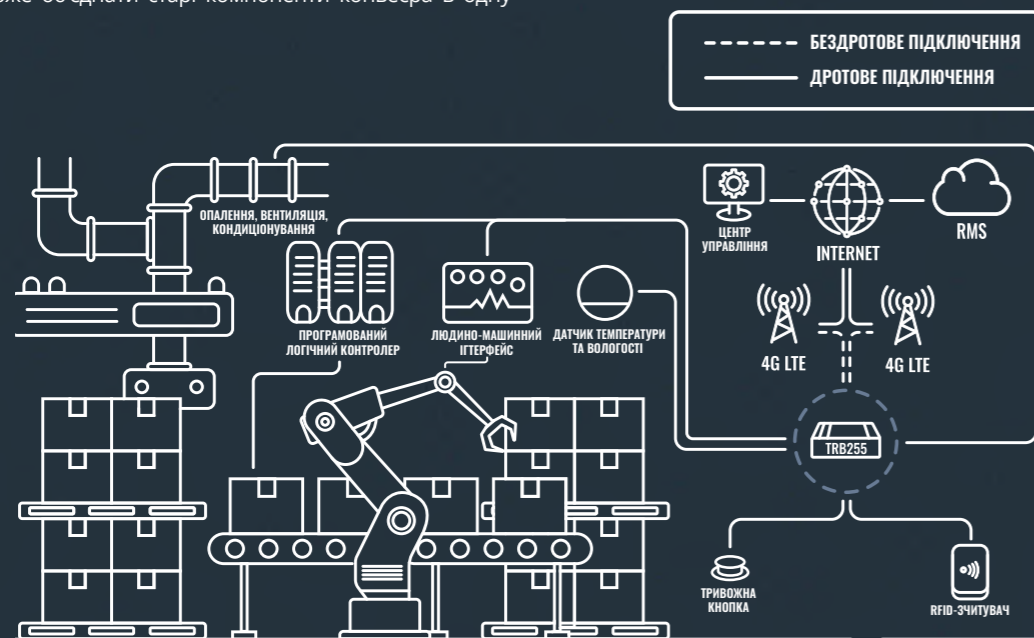 БЕЗДРОТОВЕ ПІДКЛЮЧЕННЯ
ДРОТОВЕ ПІДКЛЮЧЕННЯ
ОПАЛЕННЯ, ВЕНТИЛЯЦІЯ,
КОНДИЦІОНУВАННЯ
ЦЕНТР
УПРАВЛІННЯ
INTERNET
RMS
ПРОГРАМОВАНИЙ
ЛОГІЧНИЙ КОНТРОЛЕР
ЛЮДИНО-МАШИННИЙ
ІГТЕРФЕЙС
ДАТЧИК ТЕМПЕРАТУРИ
ТА ВОЛОГОСТІ
4G LTE
4G LTE
TRB255
ТРИВОЖНА
КНОПКА
RFID-ЗЧИТУВАЧ